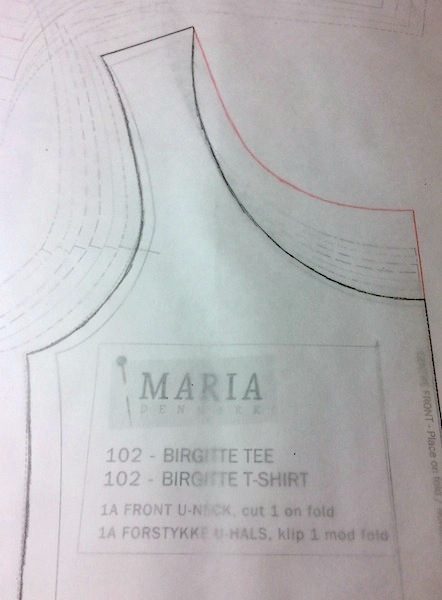 MARIA
DENMARK
102 - BIRGITTE TEE
102 - BIRGITTE T-SHIRT
1A FRONT U-NECK, cut 1 on fold
1A FORSTYKKE U-HALS, klip 1 mod fold
FRONT - Place on fold